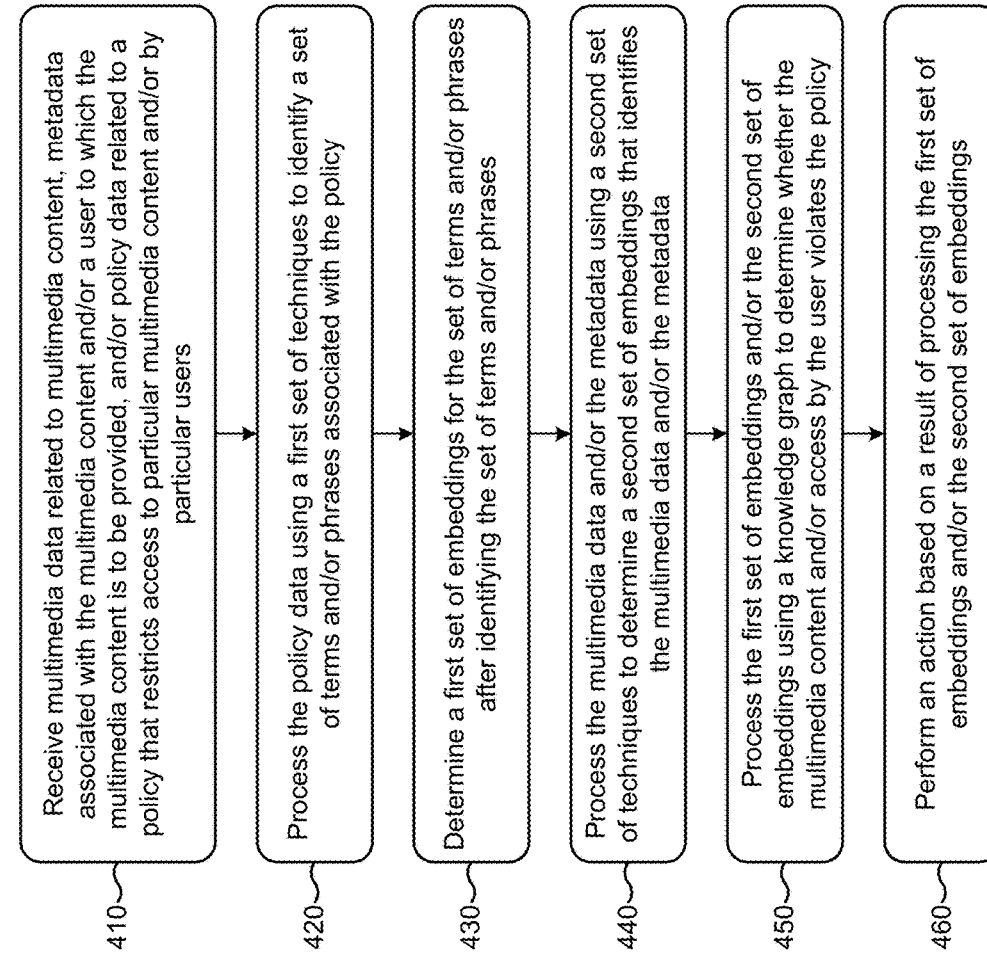 410
Receive multimedia data related to multimedia content, metadata
associated with the multimedia content and/or a user to which the
multimedia content is to be provided, and/or policy data related to a
policy that restricts access to particular multimedia content and/or by
particular users
420
Process the policy data using a first set of techniques to identify a set
of terms and/or phrases associated with the policy
430
Determine a first set of embeddings for the set of terms and/or phrases
after identifying the set of terms and/or phrases
440
Process the multimedia data and/or the metadata using a second set
of techniques to determine a second set of embeddings that identifies
the multimedia data and/or the metadata
450
Process the first set of embeddings and/or the second set of
embeddings using a knowledge graph to determine whether the
multimedia content and/or access by the user violates the policy
460
Perform an action based on a result of processing the first set of
embeddings and/or the second set of embeddings